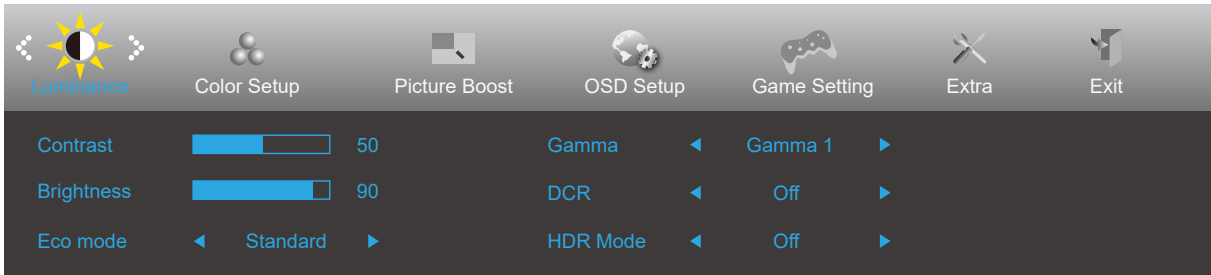 Luminance
Color Setup
Picture Boost
OSD Setup
Game Setting
Extra
Exit
Contrast 50
Gamma Gamma 1
Brightness 90
DCR Off
Eco mode Standard
HDR Mode Off